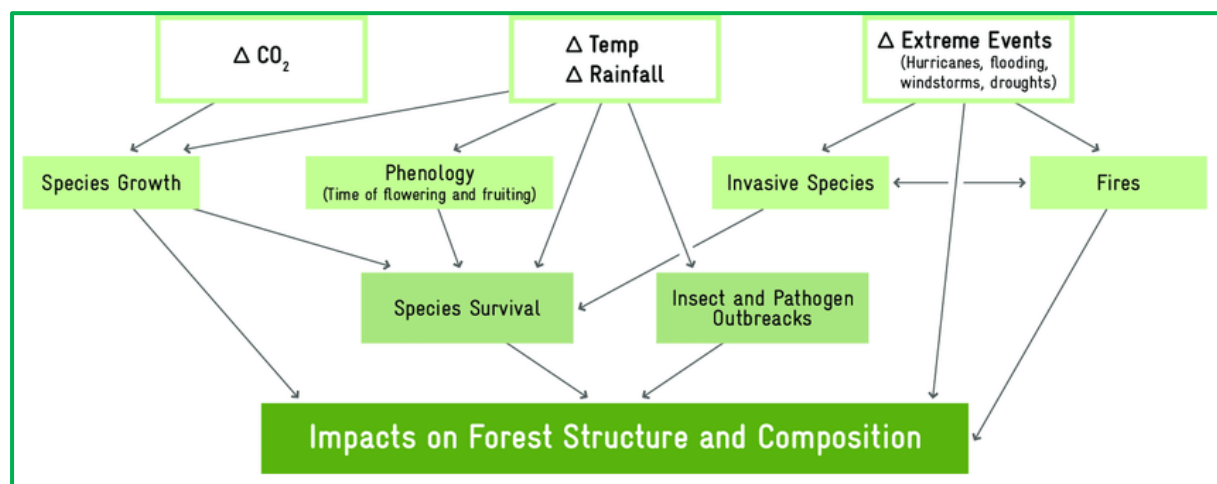 Δ CO₂
Δ Temp
Δ Rainfall
Δ Extreme Events
(Hurricanes, flooding,
windstorms, droughts)
Species Growth
Phenology
(Time of flowering and fruiting)
Invasive Species
Fires
Species Survival
Insect and Pathogen
Outbreacks
Impacts on Forest Structure and Composition